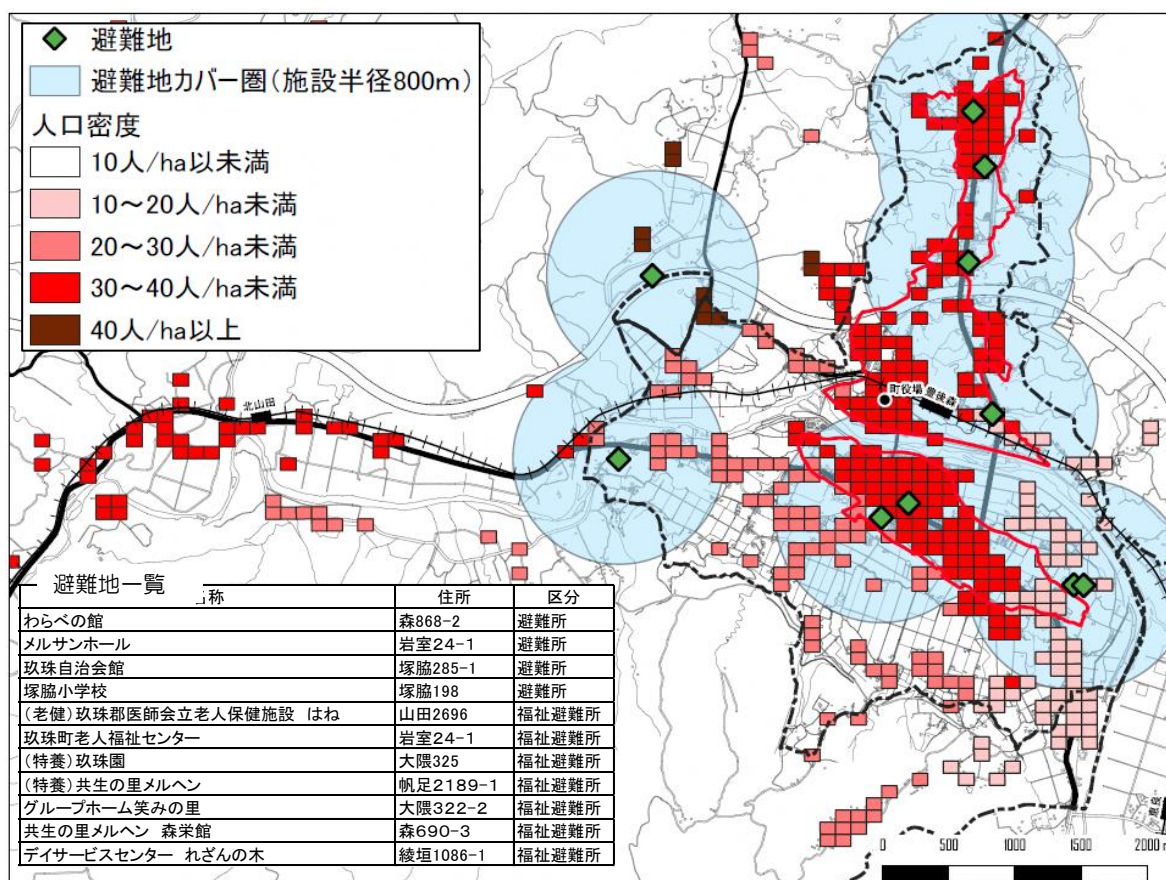 避難地
避難地カバー圏(施設半径800m)
人口密度
10人/ha以未満
10～20人/ha未満
20～30人/ha未満
30～40人/ha未満
40人/ha以上
北山田
町役場
豊後森
避難地一覧
名称 住所 区分
わらべの館 森868-2 避難所
メルサンホール 岩室24-1 避難所
玖珠自治会館 塚脇285-1 避難所
塚脇小学校 塚脇198 避難所
(老健)玖珠郡医師会立老人保健施設 はね 山田2696 福祉避難所
玖珠町老人福祉センター 岩室24-1 福祉避難所
(特養)玖珠園 大隈325 福祉避難所
(特養)共生の里メルヘン 帆足2189-1 福祉避難所
グループホーム笑みの里 大隈322-2 福祉避難所
共生の里メルヘン 森栄館 森690-3 福祉避難所
デイサービスセンター れざんの木 綾垣1086-1 福祉避難所
0 500 1000 1500 2000 m